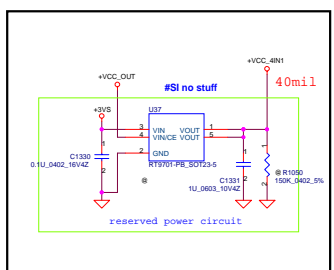 +VCC_4IN1
+VCC_OUT
#SI no stuff
40mil
+3VS
U37
3 VIN VOUT 1
4 VIN/CE VOUT 5
2 GND
RT9701-PB_SOT23-5
1
C1330
0.1U_0402_16V4Z
2
@
1
C1331
1U_0603_10V4Z
2
1
@ R1050
150K_0402_5%
2
reserved power circuit